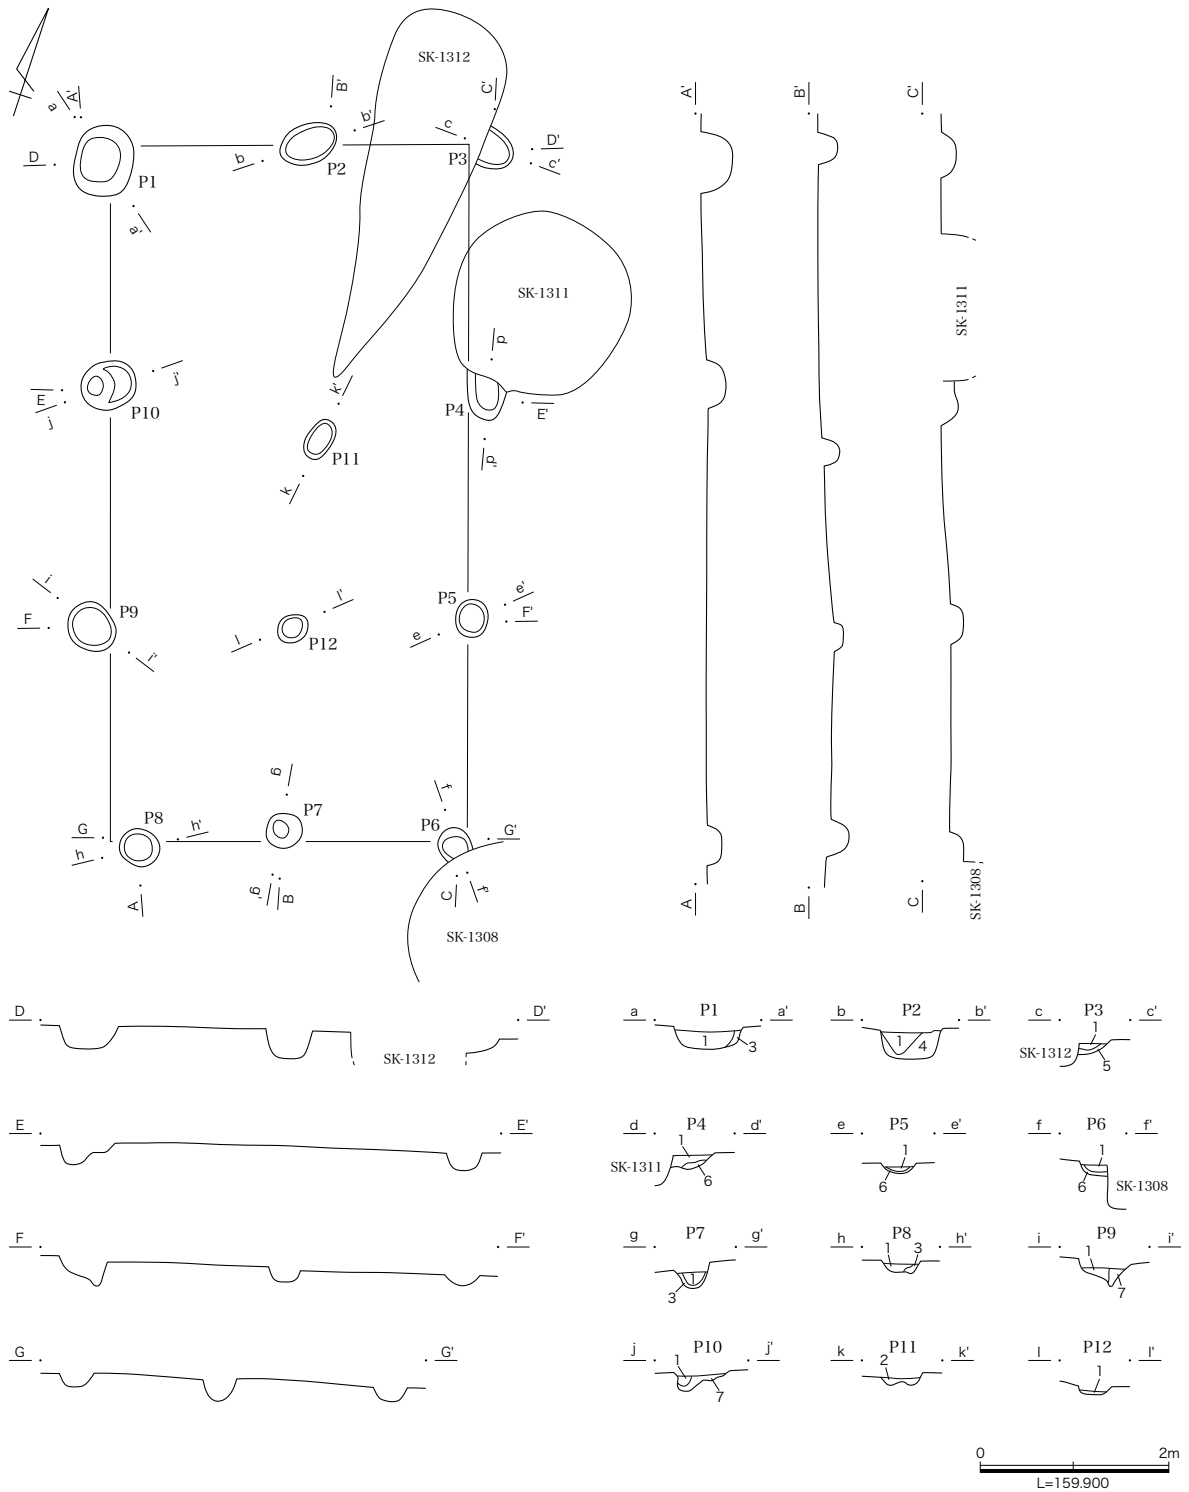 SK-1312
A'
a
B'
b'
C'
c
D
b
P1
P2
P3
D'
c'
a'
SK-1311
d
E
j
j'
P10
k'
P4
E'
P11
d'
k
i
F
P9
i'
l'
l
P12
P5
e'
F'
e
g
f
G
h
P8
h'
P7
P6
G'
A
g'
B
C
f'
SK-1308
A'
B'
C'
SK-1311
A
B
C
SK-1308
D
D'
SK-1312
E
E'
F
F'
G
G'
a
P1
a'
1
3
b
P2
b'
1
4
c
P3
c'
1
SK-1312
5
d
P4
d'
1
SK-1311
6
e
P5
e'
1
6
f
P6
f'
1
6
SK-1308
g
P7
g'
1
3
h
P8
h'
1
3
i
P9
i'
1
7
j
P10
j'
1
7
k
P11
k'
2
l
P12
l'
1
0
2m
L=159.900